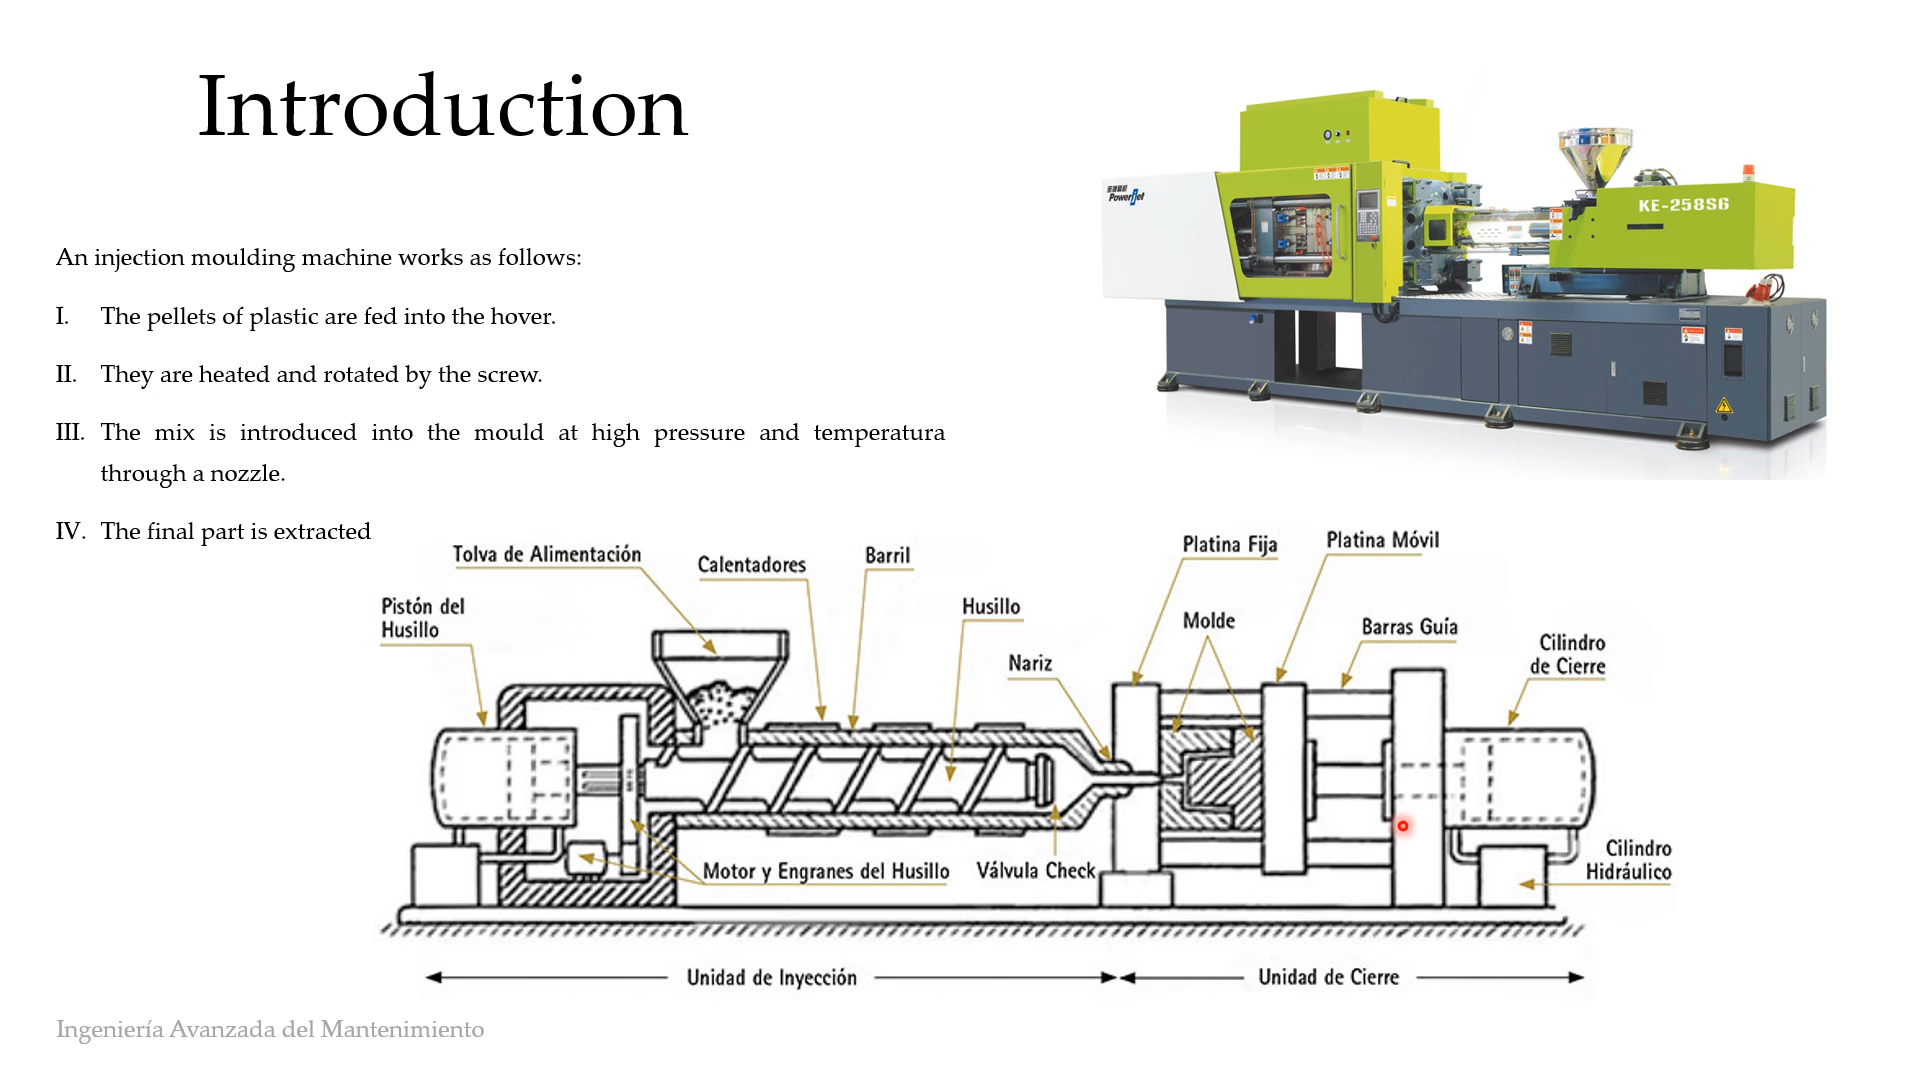 Introduction
An injection moulding machine works as follows:
I. The pellets of plastic are fed into the hover.
II. They are heated and rotated by the screw.
III. The mix is introduced into the mould at high pressure and temperatura
through a nozzle.
IV. The final part is extracted
PowerJet
KE-258S6
Tolva de Alimentación
Calentadores
Barril
Platina Fija
Platina Móvil
Pistón del
Husillo
Husillo
Molde
Barras Guía
Nariz
Cilindro
de Cierre
Motor y Engranes del Husillo
Válvula Check
Cilindro
Hidráulico
Unidad de Inyección
Unidad de Cierre
Ingeniería Avanzada del Mantenimiento